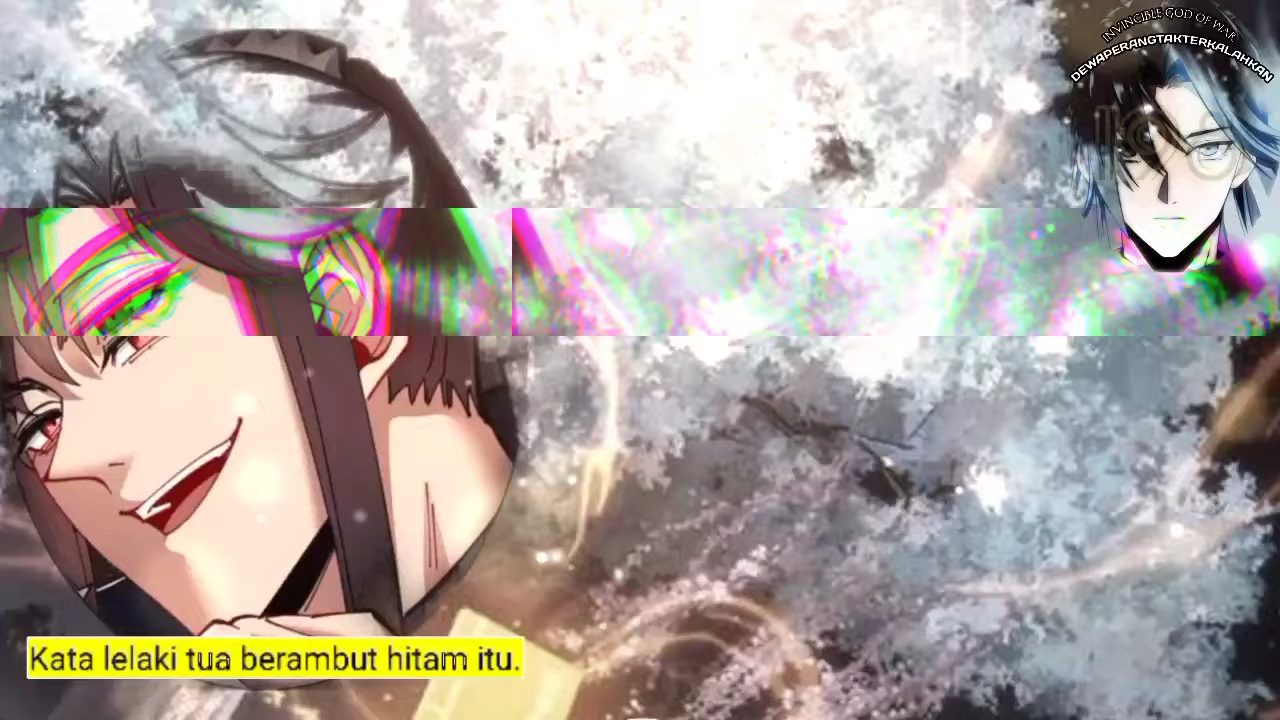 INVINCIBLE GOD OF WAR
DEWAPERANGTAKTERKALAHKAN
Kata lelaki tua berambut hitam itu.